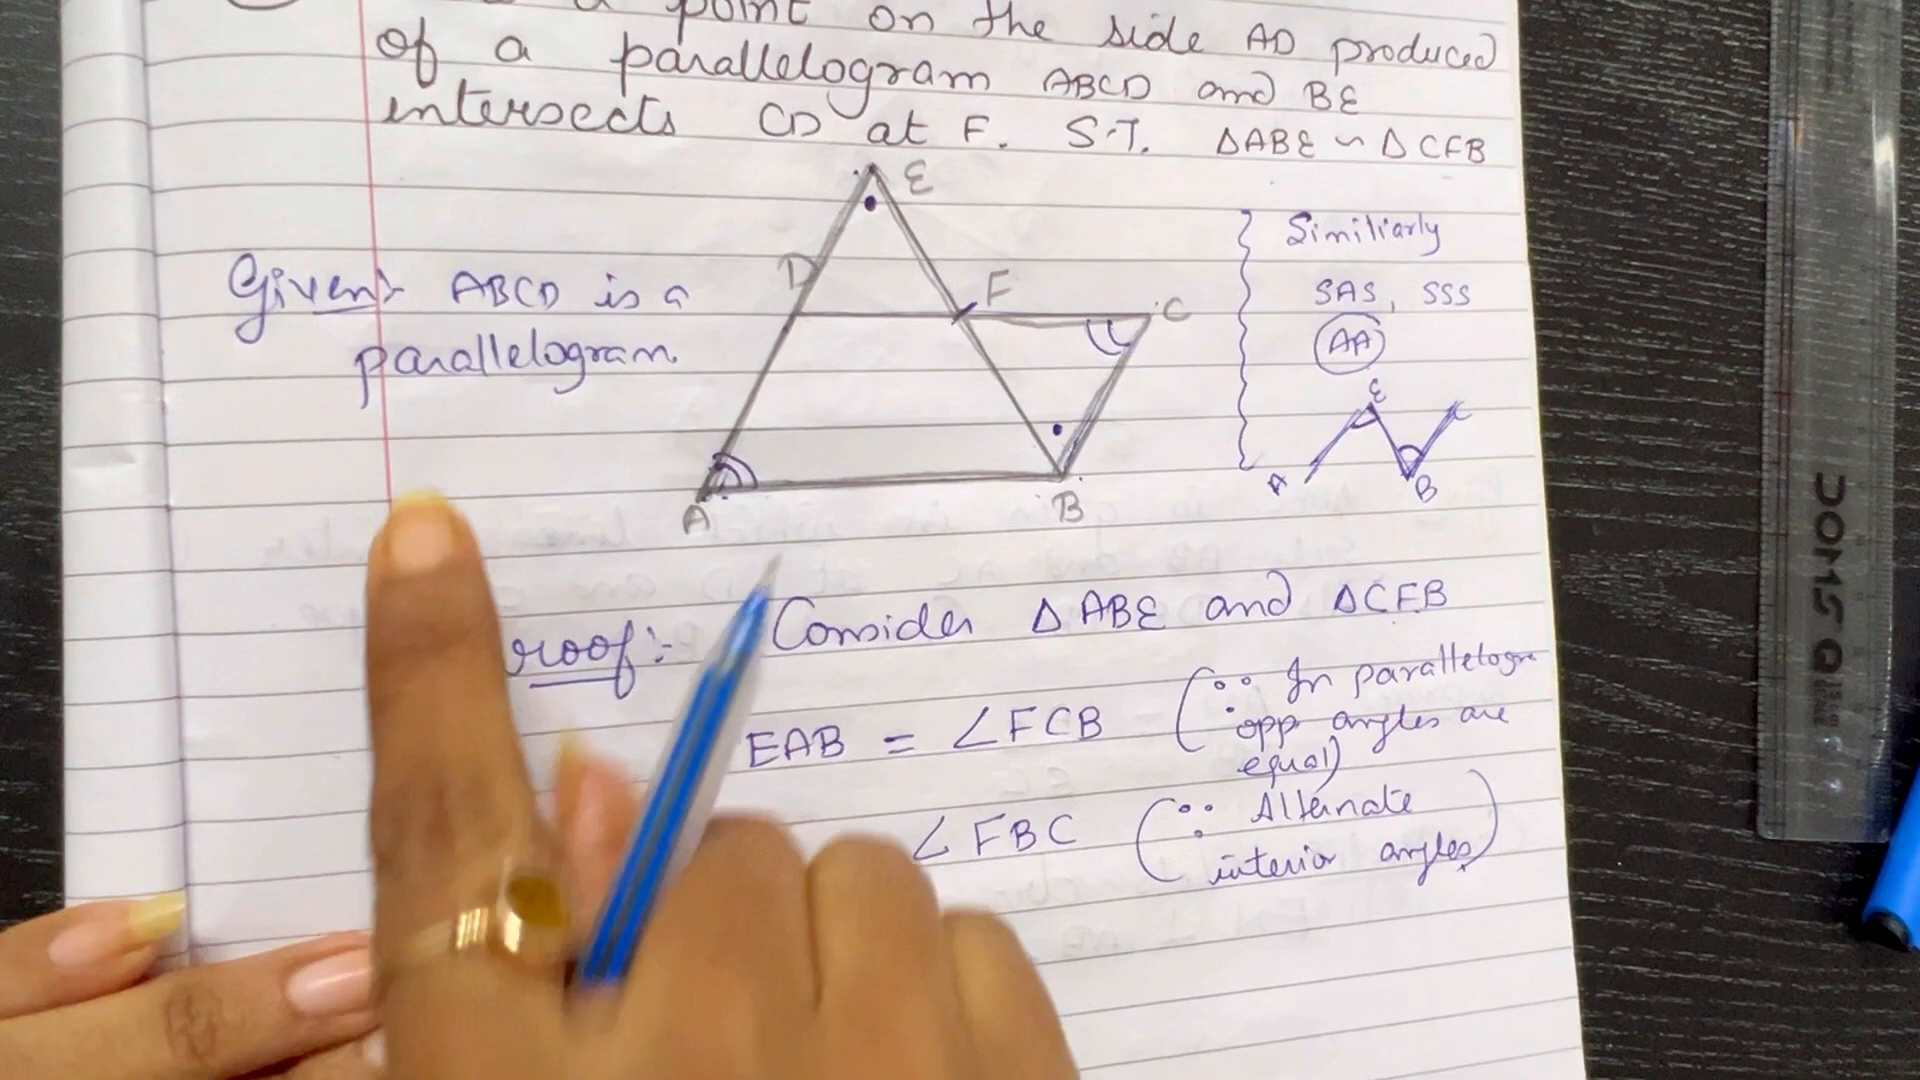 a point on the side AD produced
of a parallelogram ABCD and BE
intersects CD at F. S.T. ΔABE ∽ ΔCFB
E
Similiarly
D
F
C
Given:- ABCD is a
parallelogram.
SAS, SSS
AA
E
A
B
A
B
roof:- Consider ΔABE and ΔCFB
EAB = ∠FCB (∵ In parallelogra
opp angles are
equal)
∠FBC (∵ Alternate
interior angles)
DOMS